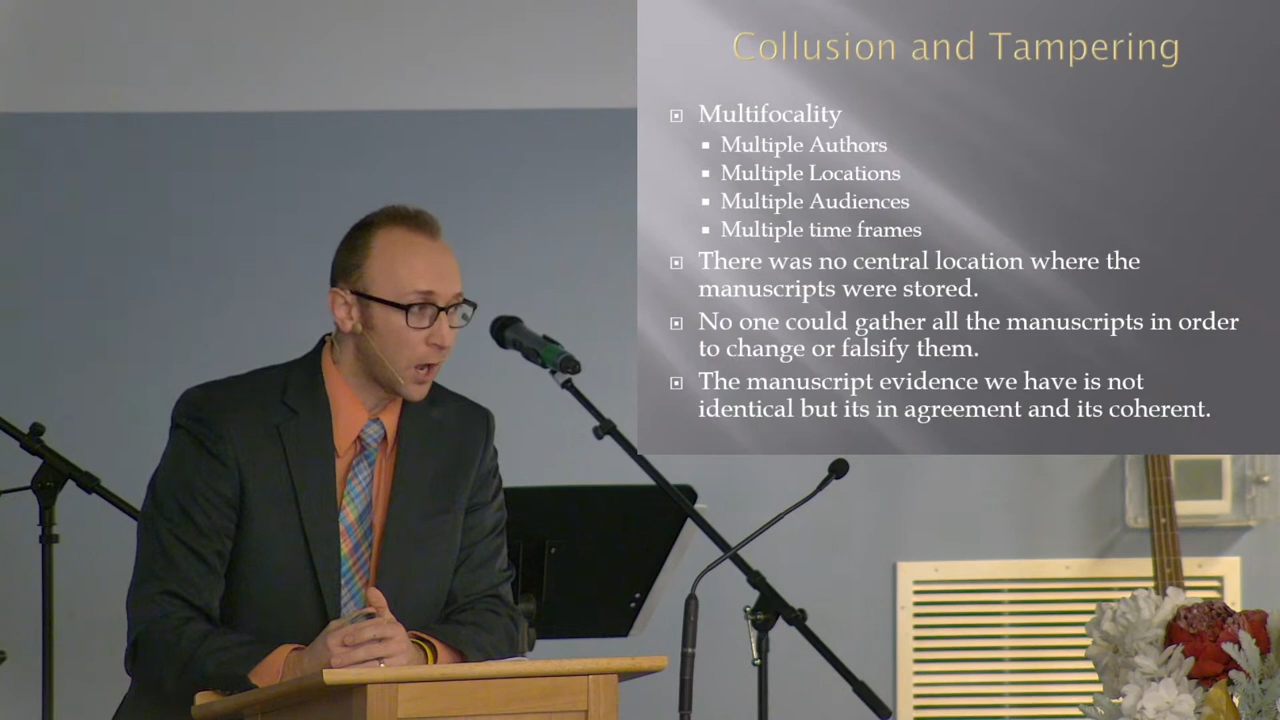 Collusion and Tampering
Multifocality
Multiple Authors
Multiple Locations
Multiple Audiences
Multiple time frames
There was no central location where the
manuscripts were stored.
No one could gather all the manuscripts in order
to change or falsify them.
The manuscript evidence we have is not
identical but its in agreement and its coherent.